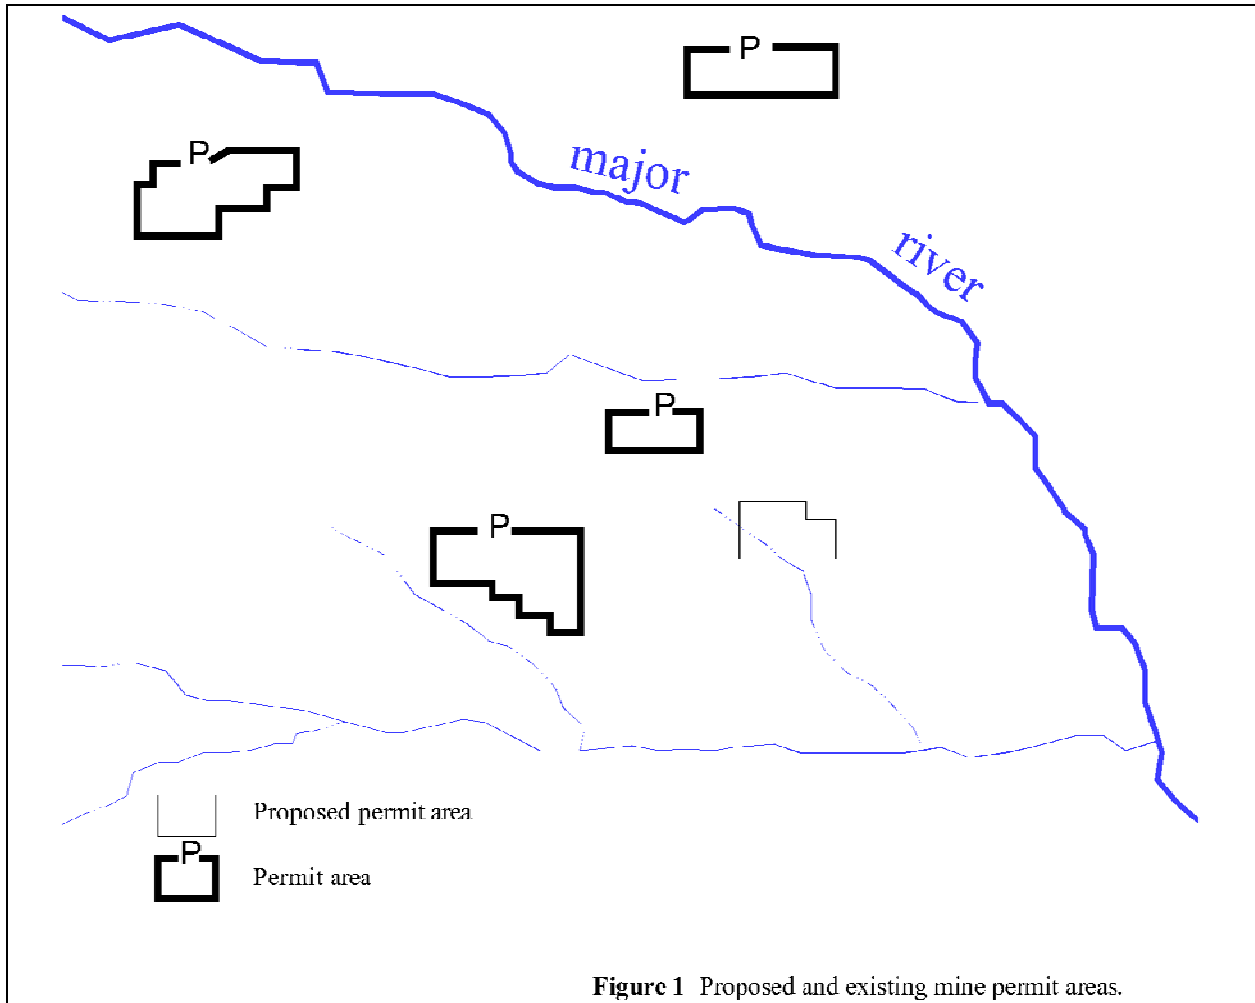 P
major
P
river
P
P
Proposed permit area
P
Permit area
Figure 1 Proposed and existing mine permit areas.